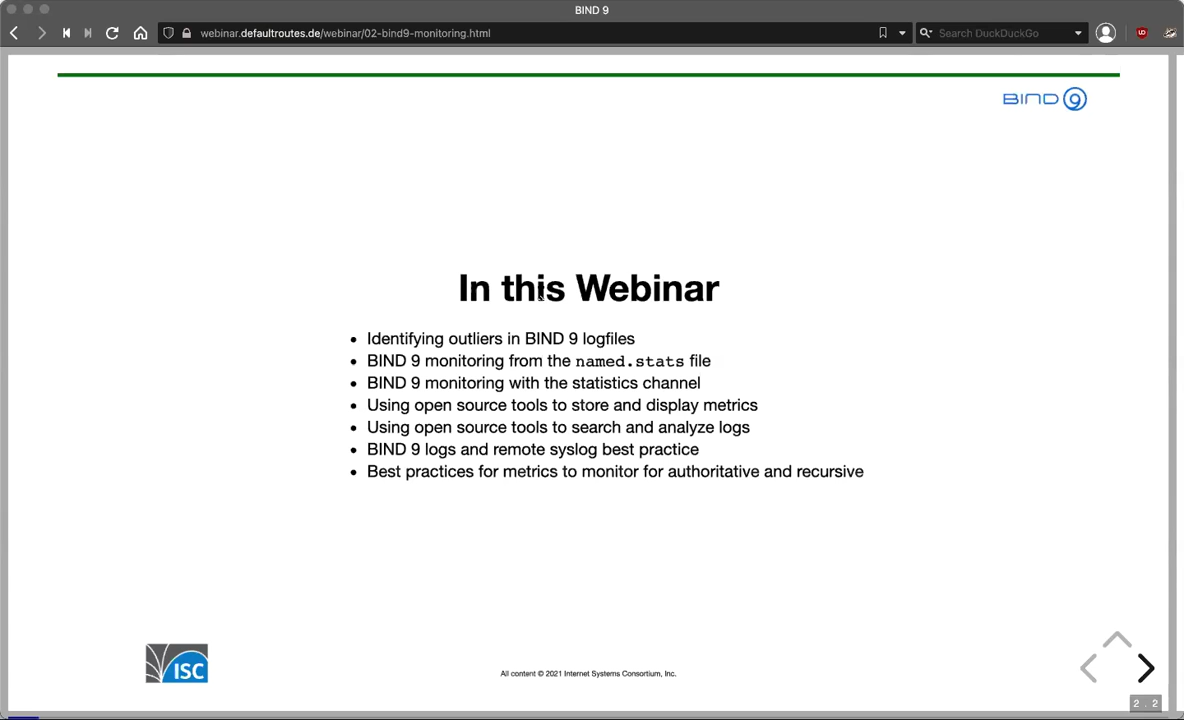 BIND 9
webinar.defaultroutes.de/webinar/02-bind9-monitoring.html
Search DuckDuckGo
BIND 9
In this Webinar
• Identifying outliers in BIND 9 logfiles
• BIND 9 monitoring from the named.stats file
• BIND 9 monitoring with the statistics channel
• Using open source tools to store and display metrics
• Using open source tools to search and analyze logs
• BIND 9 logs and remote syslog best practice
• Best practices for metrics to monitor for authoritative and recursive
ISC
All content © 2021 Internet Systems Consortium, Inc.
2 . 2